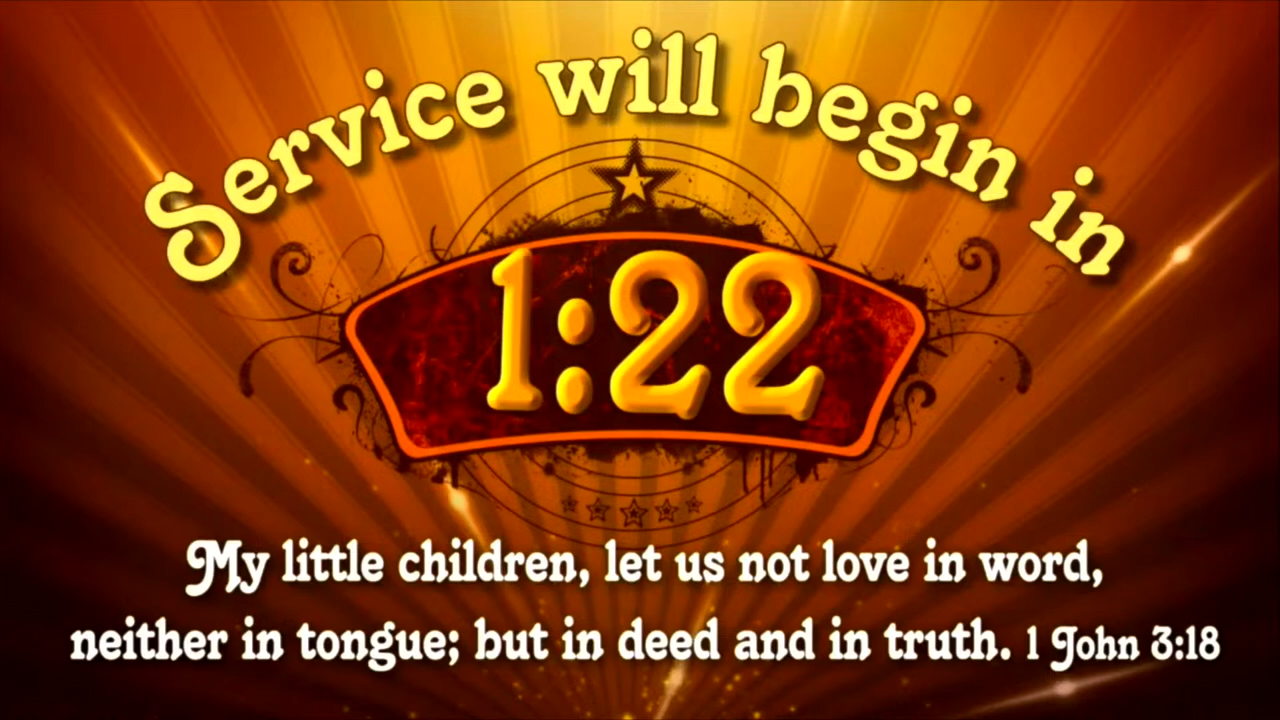 Service will begin in
1:22
My little children, let us not love in word,
neither in tongue; but in deed and in truth. 1 John 3:18